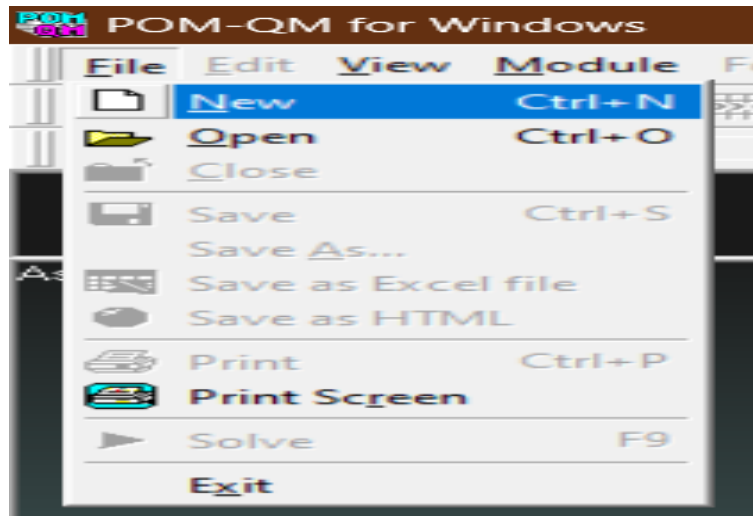 POM-QM for Windows
File Edit View Module
New Ctrl+N
Open Ctrl+O
Close
Save Ctrl+S
Save As...
Save as Excel file
Save as HTML
Print Ctrl+P
Print Screen
Solve F9
Exit